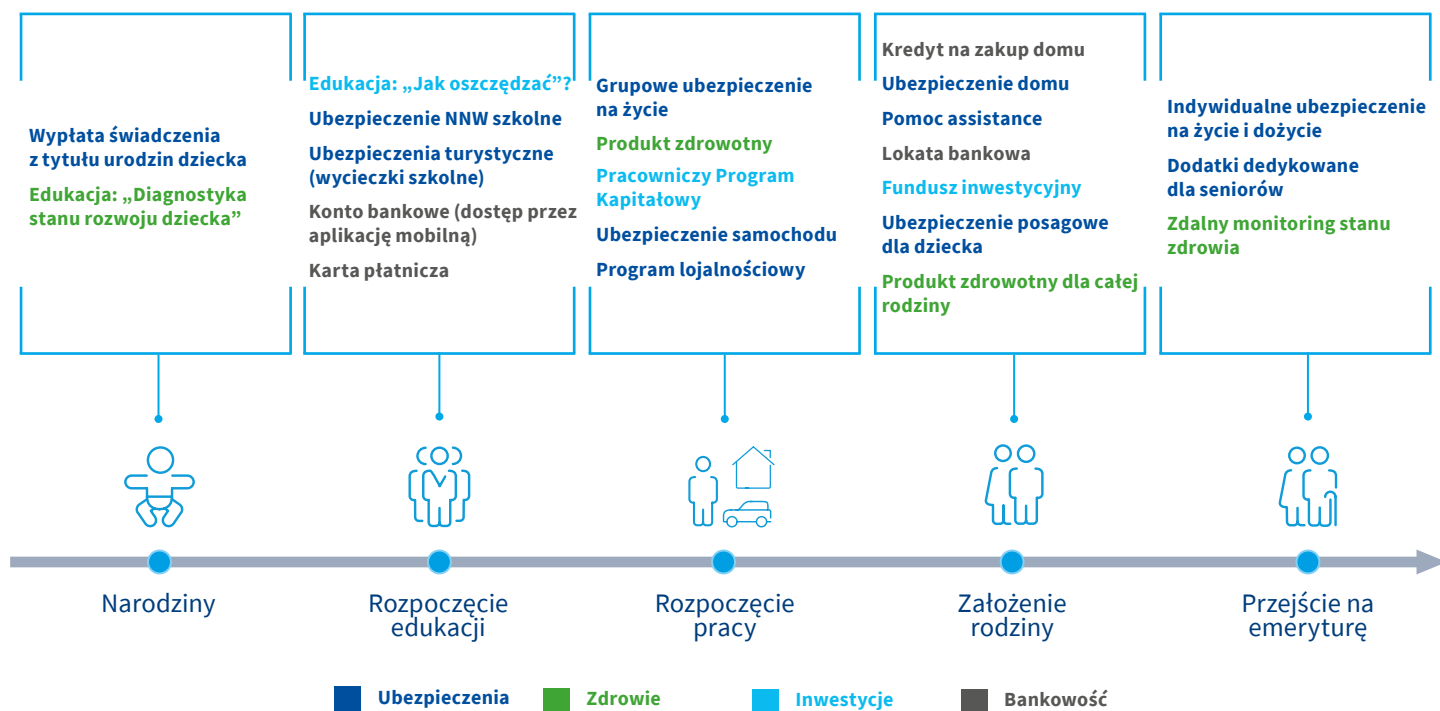 Wypłata świadczenia
z tytułu urodzin dziecka
Edukacja: „Diagnostyka
stanu rozwoju dziecka”
Edukacja: „Jak oszczędzać”?
Ubezpieczenie NNW szkolne
Ubezpieczenia turystyczne
(wycieczki szkolne)
Konto bankowe (dostęp przez
aplikację mobilną)
Karta płatnicza
Grupowe ubezpieczenie
na życie
Produkt zdrowotny
Pracowniczy Program
Kapitałowy
Ubezpieczenie samochodu
Program lojalnościowy
Kredyt na zakup domu
Ubezpieczenie domu
Pomoc assistance
Lokata bankowa
Fundusz inwestycyjny
Ubezpieczenie posagowe
dla dziecka
Produkt zdrowotny dla całej
rodziny
Indywidualne ubezpieczenie
na życie i dożycie
Dodatki dedykowane
dla seniorów
Zdalny monitoring stanu
zdrowia
Narodziny
Rozpoczęcie
edukacji
Rozpoczęcie
pracy
Założenie
rodziny
Przejście na
emeryturę
Ubezpieczenia
Zdrowie
Inwestycje
Bankowość